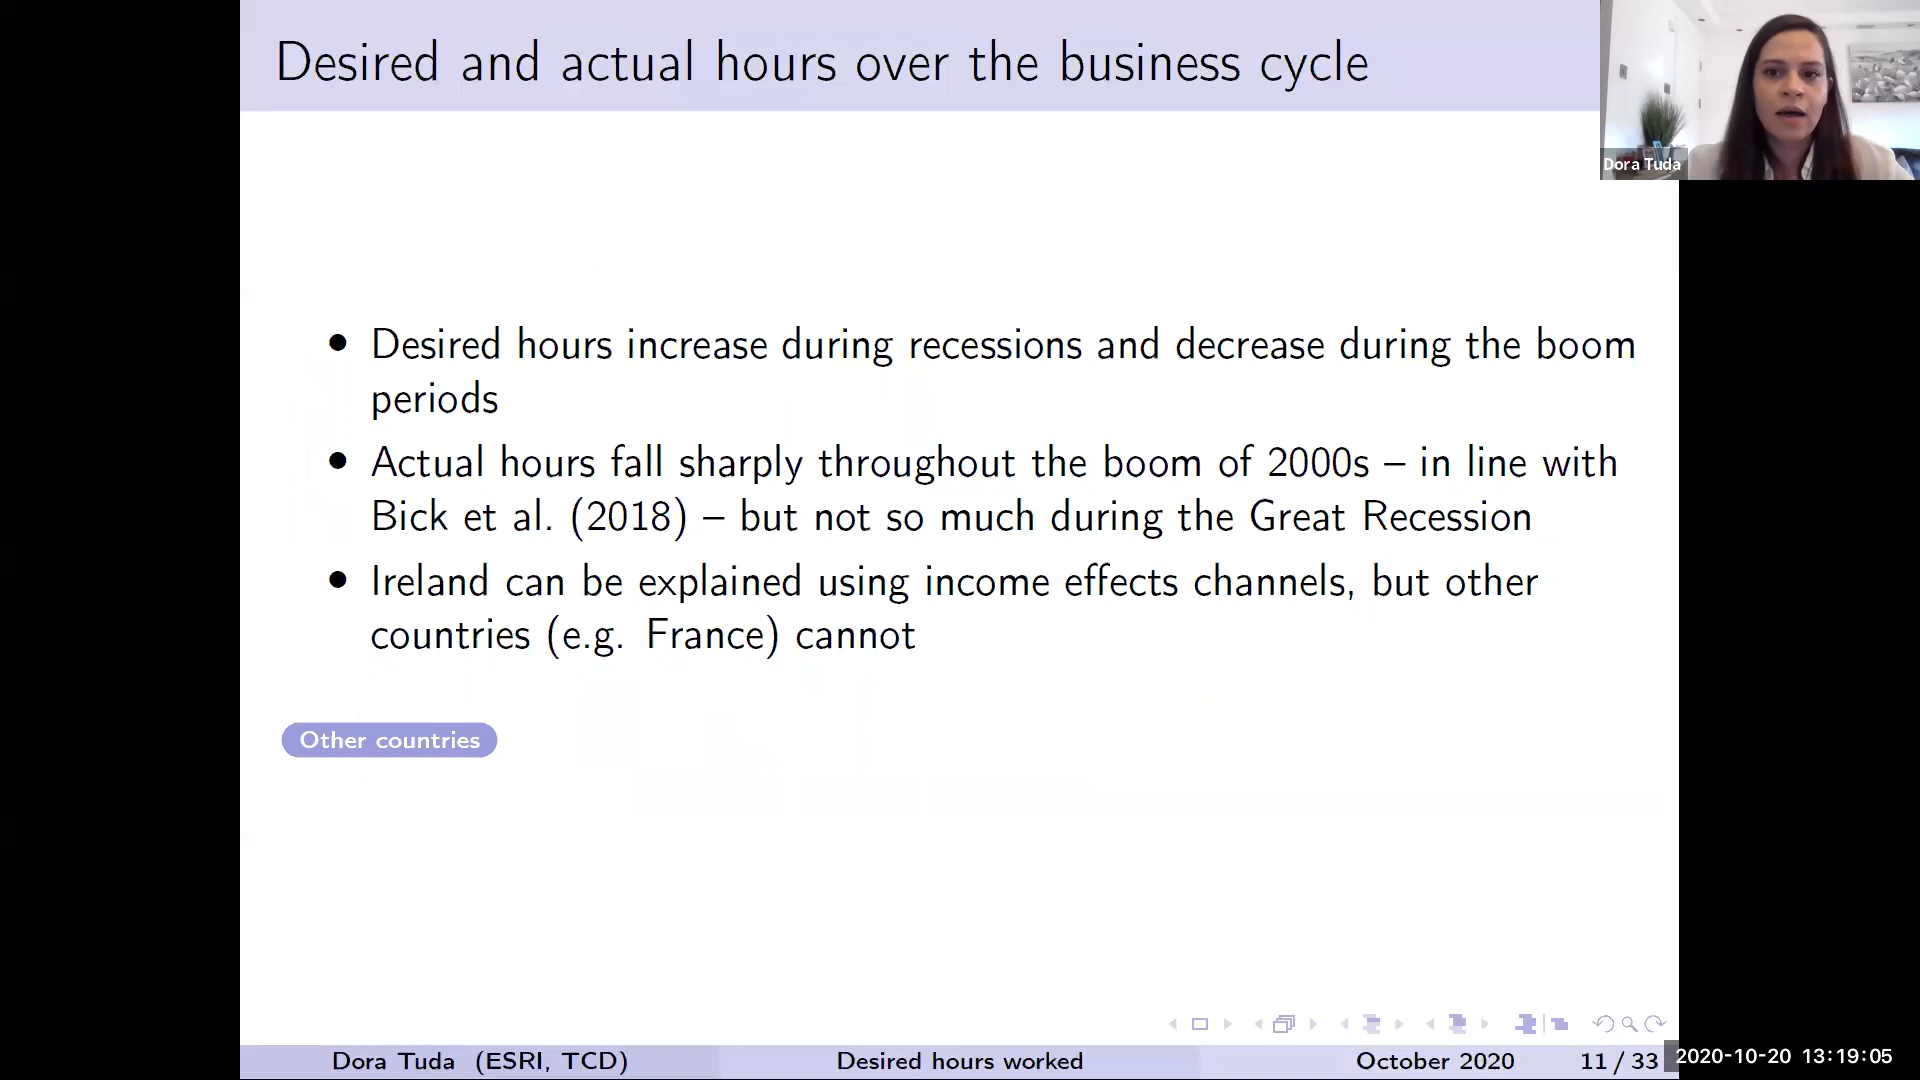 Desired and actual hours over the business cycle
Dora Tuda
• Desired hours increase during recessions and decrease during the boom
periods
• Actual hours fall sharply throughout the boom of 2000s – in line with
Bick et al. (2018) – but not so much during the Great Recession
• Ireland can be explained using income effects channels, but other
countries (e.g. France) cannot
Other countries
Dora Tuda (ESRI, TCD) Desired hours worked October 2020 11 / 33
2020-10-20 13:19:05